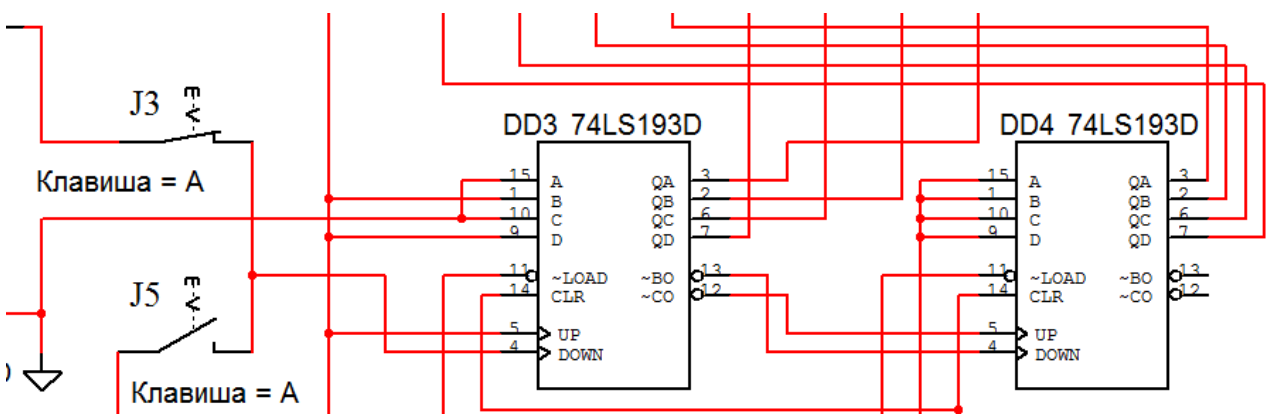 J3
Клавиша = A
J5
Клавиша = A
DD3 74LS193D
15 A QA 3
1 B QB 2
10 C QC 6
9 D QD 7
11 ~LOAD ~BO 13
14 CLR ~CO 12
5 UP
4 DOWN
DD4 74LS193D
15 A QA 3
1 B QB 2
10 C QC 6
9 D QD 7
11 ~LOAD ~BO 13
14 CLR ~CO 12
5 UP
4 DOWN